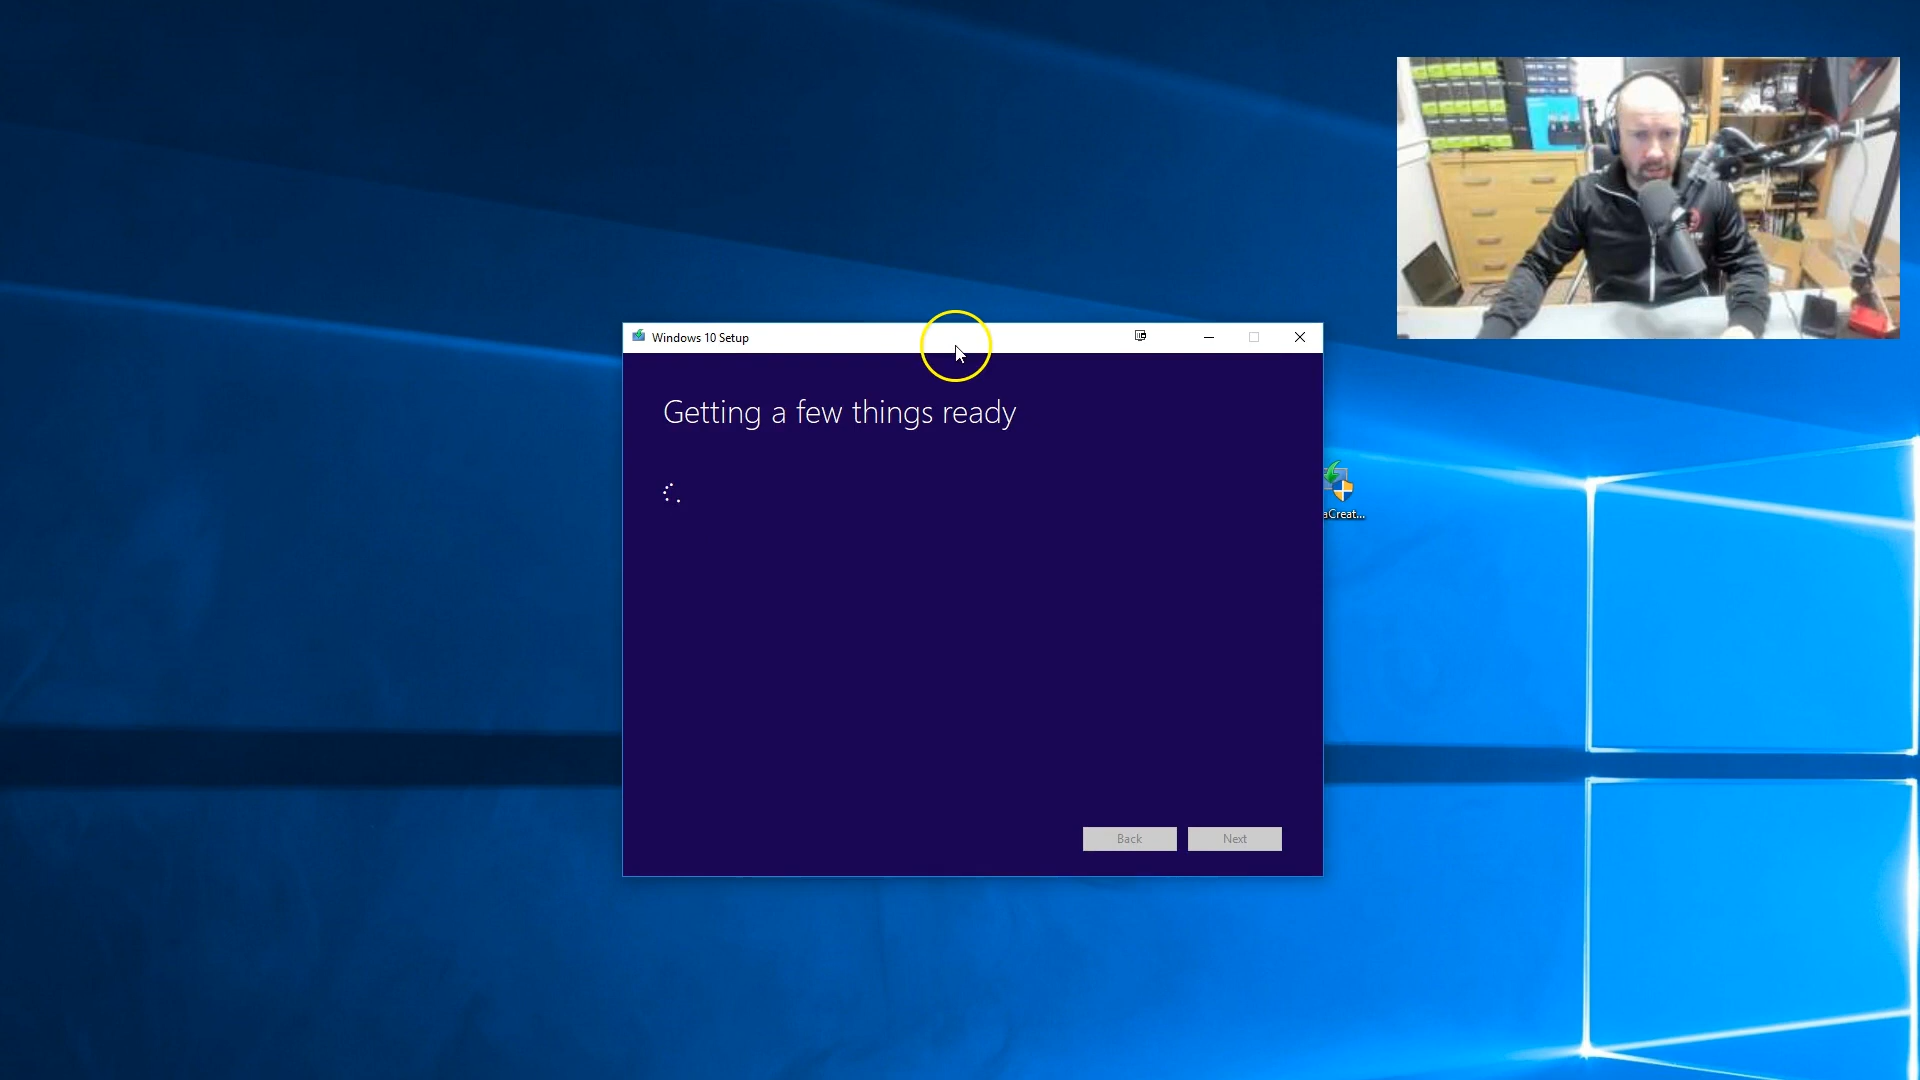 Windows 10 Setup
Getting a few things ready
aCreat...
Back
Next